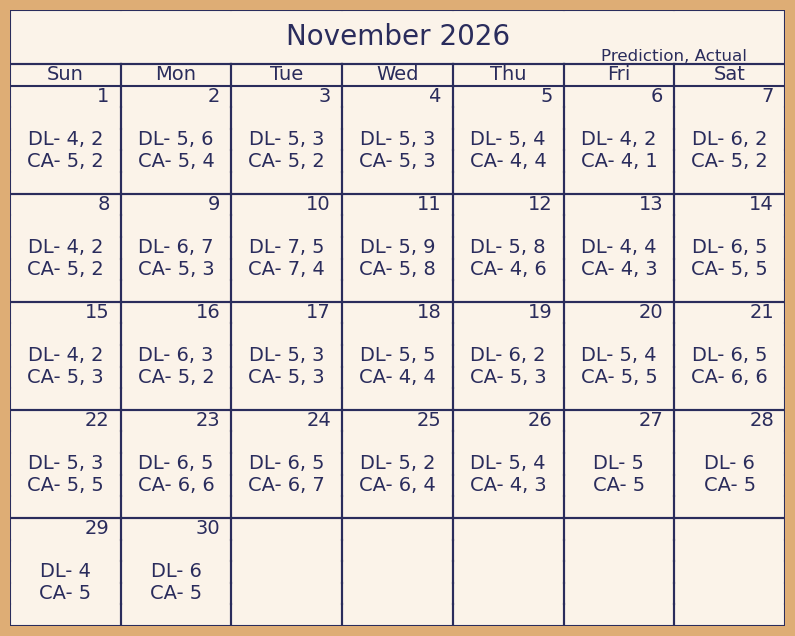 November 2026
Prediction, Actual
Sun Mon Tue Wed Thu Fri Sat
1 2 3 4 5 6 7
DL- 4, 2 DL- 5, 6 DL- 5, 3 DL- 5, 3 DL- 5, 4 DL- 4, 2 DL- 6, 2
CA- 5, 2 CA- 5, 4 CA- 5, 2 CA- 5, 3 CA- 4, 4 CA- 4, 1 CA- 5, 2
8 9 10 11 12 13 14
DL- 4, 2 DL- 6, 7 DL- 7, 5 DL- 5, 9 DL- 5, 8 DL- 4, 4 DL- 6, 5
CA- 5, 2 CA- 5, 3 CA- 7, 4 CA- 5, 8 CA- 4, 6 CA- 4, 3 CA- 5, 5
15 16 17 18 19 20 21
DL- 4, 2 DL- 6, 3 DL- 5, 3 DL- 5, 5 DL- 6, 2 DL- 5, 4 DL- 6, 5
CA- 5, 3 CA- 5, 2 CA- 5, 3 CA- 4, 4 CA- 5, 3 CA- 5, 5 CA- 6, 6
22 23 24 25 26 27 28
DL- 5, 3 DL- 6, 5 DL- 6, 5 DL- 5, 2 DL- 5, 4 DL- 5 DL- 6
CA- 5, 5 CA- 6, 6 CA- 6, 7 CA- 6, 4 CA- 4, 3 CA- 5 CA- 5
29 30
DL- 4 DL- 6
CA- 5 CA- 5